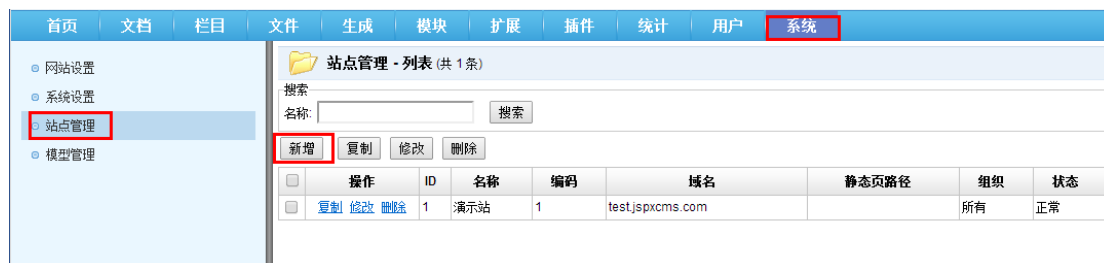 首页 文档 栏目 文件 生成 模块 扩展 插件 统计 用户 系统
网站设置
系统设置
站点管理
模型管理
站点管理 - 列表 (共 1 条)
搜索
名称: 搜索
新增 复制 修改 删除
操作 ID 名称 编码 域名 静态页路径 组织 状态
复制 修改 删除 1 演示站 1 test.jspxcms.com 所有 正常